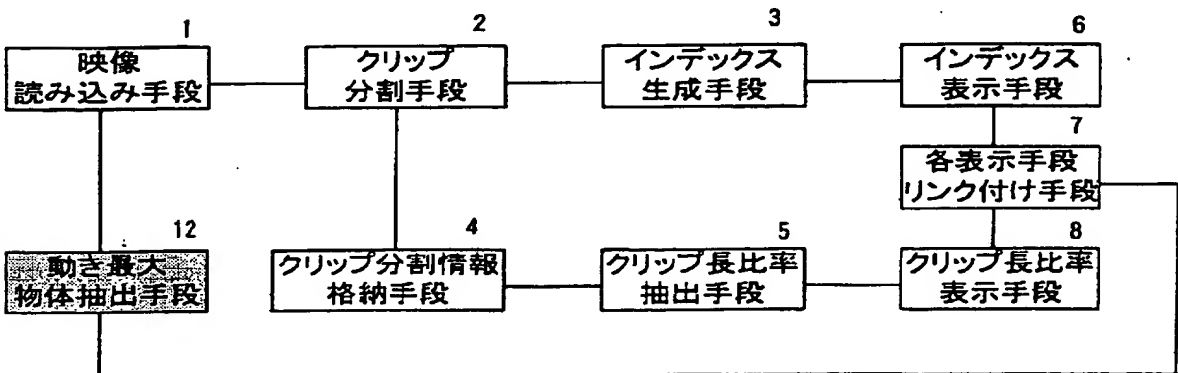 1
映像
読み込み手段
2
クリップ
分割手段
3
インデックス
生成手段
6
インデックス
表示手段
7
各表示手段
リンク付け手段
12
動き最大
物体抽出手段
4
クリップ分割情報
格納手段
5
クリップ長比率
抽出手段
8
クリップ長比率
表示手段